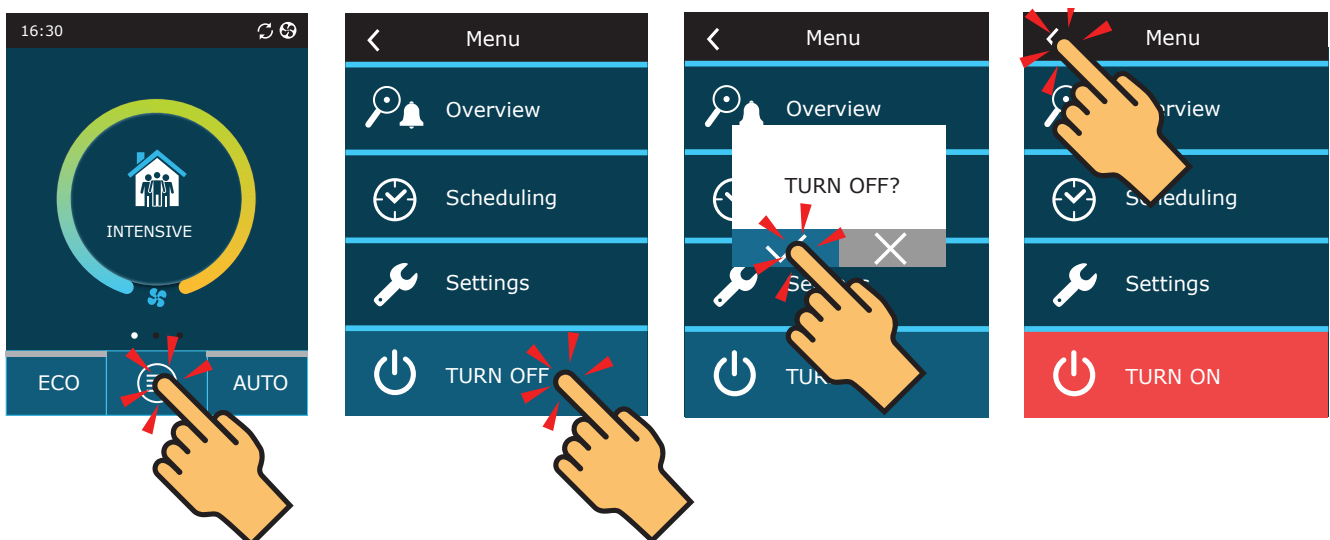 16:30
INTENSIVE
ECO
AUTO
Menu
Overview
Scheduling
Settings
TURN OFF
Menu
Overview
TURN OFF?
Menu
Scheduling
Settings
TURN ON